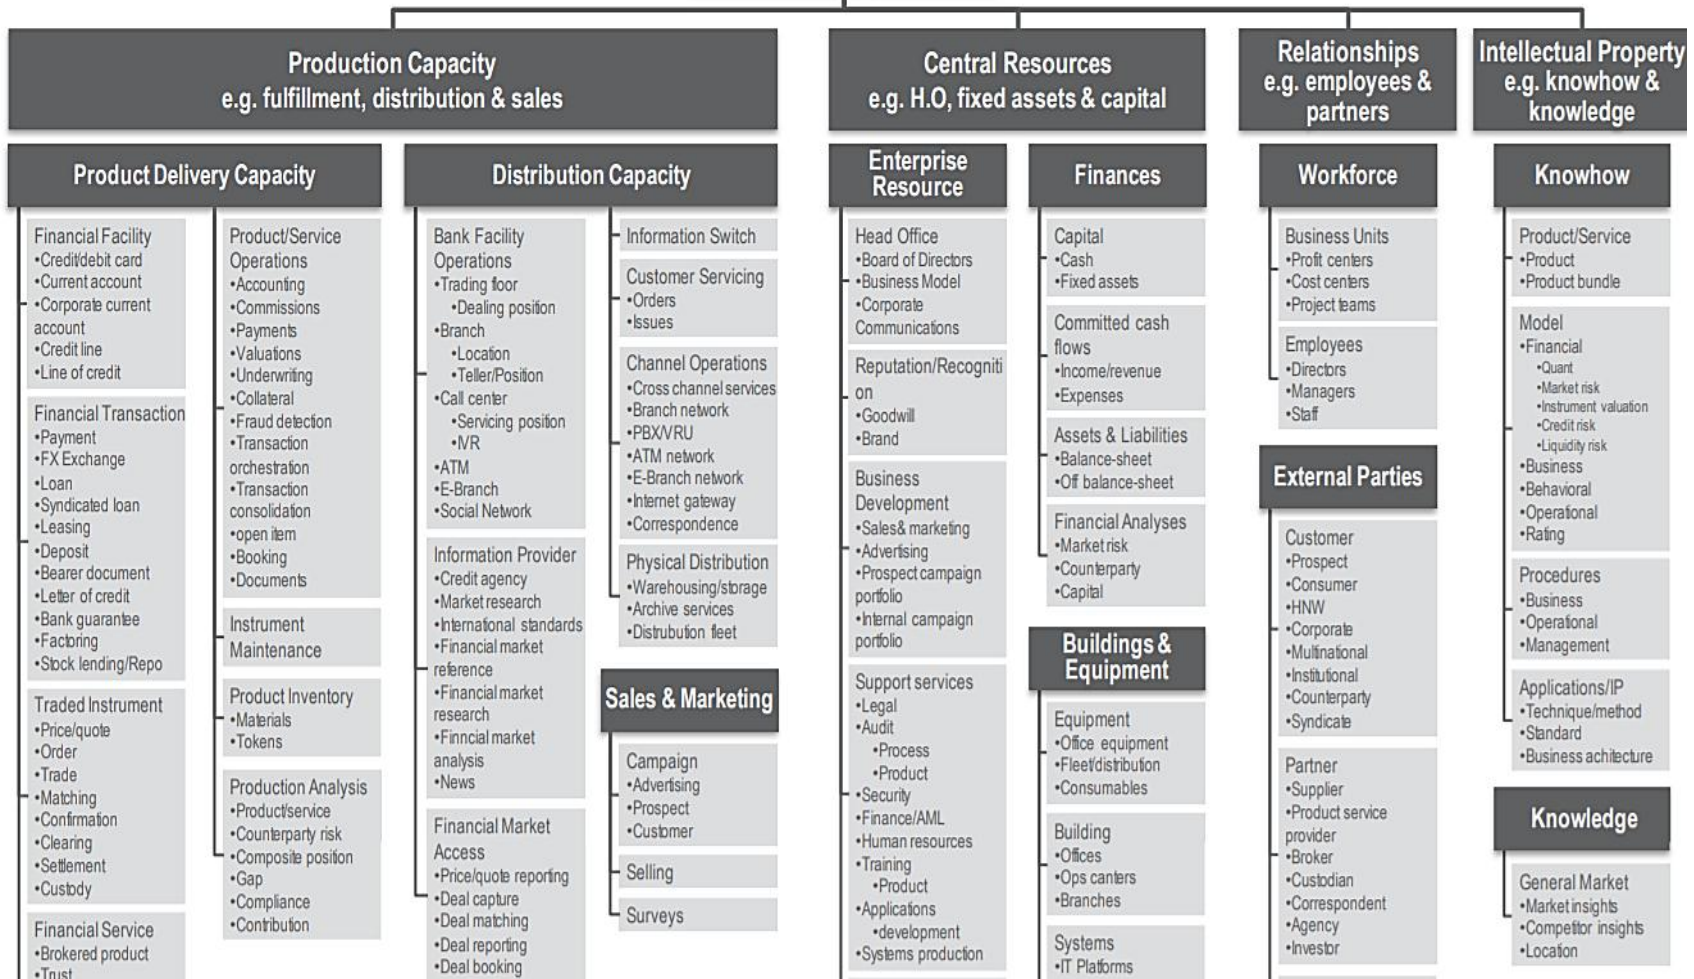 Production Capacity
e.g. fulfillment, distribution & sales
Product Delivery Capacity
Financial Facility
•Credit/debit card
•Current account
•Corporate current
account
•Credit line
•Line of credit
Financial Transaction
•Payment
•FX Exchange
•Loan
•Syndicated loan
•Leasing
•Deposit
•Bearer document
•Letter of credit
•Bank guarantee
•Factoring
•Stock lending/Repo
Traded Instrument
•Price/quote
•Order
•Trade
•Matching
•Confirmation
•Clearing
•Settlement
•Custody
Financial Service
•Brokered product
•Trust
Product/Service
Operations
•Accounting
•Commissions
•Payments
•Valuations
•Underwriting
•Collateral
•Fraud detection
•Transaction
orchestration
•Transaction
consolidation
•open item
•Booking
•Documents
Instrument
Maintenance
Product Inventory
•Materials
•Tokens
Production Analysis
•Product/service
•Counterparty risk
•Composite position
•Gap
•Compliance
•Contribution
Distribution Capacity
Bank Facility
Operations
•Trading floor
•Dealing position
•Branch
•Location
•Teller/Position
•Call center
•Servicing position
•IVR
•ATM
•E-Branch
•Social Network
Information Provider
•Credit agency
•Market research
•International standards
•Financial market
reference
•Financial market
research
•Finncial market
analysis
•News
Financial Market
Access
•Price/quote reporting
•Deal capture
•Deal matching
•Deal reporting
•Deal booking
Information Switch
Customer Servicing
•Orders
•Issues
Channel Operations
•Cross channel services
•Branch network
•PBX/VRU
•ATM network
•E-Branch network
•Internet gateway
•Correspondence
Physical Distribution
•Warehousing/storage
•Archive services
•Distrubution fleet
Sales & Marketing
Campaign
•Advertising
•Prospect
•Customer
Selling
Surveys
Central Resources
e.g. H.O, fixed assets & capital
Enterprise
Resource
Head Office
•Board of Directors
•Business Model
•Corporate
Communications
Reputation/Recogniti
on
•Goodwill
•Brand
Business
Development
•Sales& marketing
•Advertising
•Prospect campaign
portfolio
•Internal campaign
portfolio
Support services
•Legal
•Audit
•Process
•Product
•Security
•Finance/AML
•Human resources
•Training
•Product
•Applications
•development
•Systems production
Finances
Capital
•Cash
•Fixed assets
Committed cash
flows
•Income/revenue
•Expenses
Assets & Liabilities
•Balance-sheet
•Off balance-sheet
Financial Analyses
•Market risk
•Counterparty
•Capital
Buildings &
Equipment
Equipment
•Office equipment
•Fleet/distribution
•Consumables
Building
•Offices
•Ops canters
•Branches
Systems
•IT Platforms
Relationships
e.g. employees &
partners
Workforce
Business Units
•Profit centers
•Cost centers
•Project teams
Employees
•Directors
•Managers
•Staff
External Parties
Customer
•Prospect
•Consumer
•HNW
•Corporate
•Multinational
•Institutional
•Counterparty
•Syndicate
Partner
•Supplier
•Product service
provider
•Broker
•Custodian
•Correspondent
•Agency
•Investor
Intellectual Property
e.g. knowhow &
knowledge
Knowhow
Product/Service
•Product
•Product bundle
Model
•Financial
•Quant
•Market risk
•Instrument valuation
•Credit risk
•Liquidity risk
•Business
•Behavioral
•Operational
•Rating
Procedures
•Business
•Operational
•Management
Applications/IP
•Technique/method
•Standard
•Business achitecture
Knowledge
General Market
•Market insights
•Competitor insights
•Location